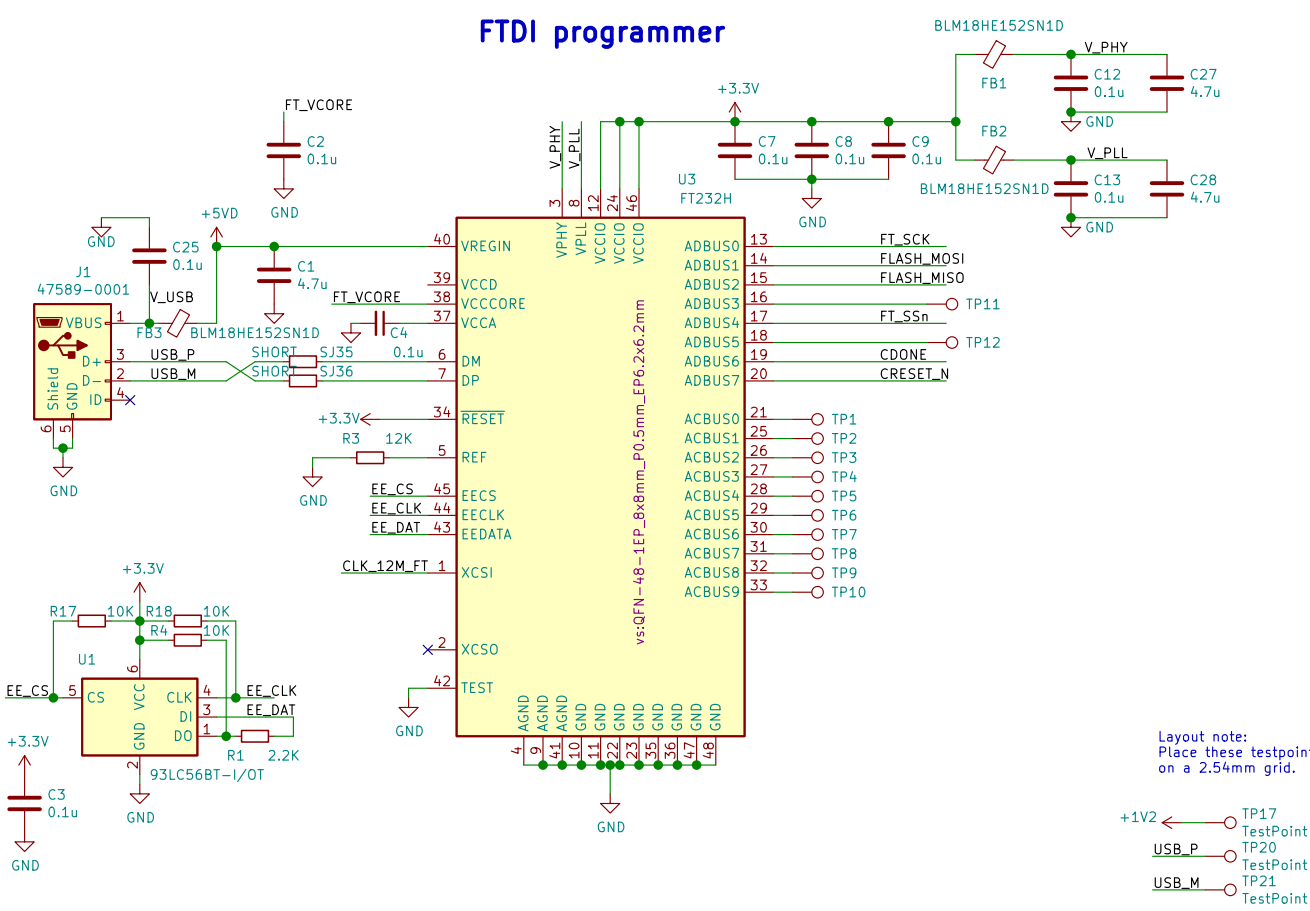 FTDI programmer
BLM18HE152SN1D
V_PHY
FB1
C12
0.1u
C27
4.7u
GND
FB2
V_PLL
BLM18HE152SN1D
C13
0.1u
C28
4.7u
GND
+3.3V
C7
0.1u
C8
0.1u
C9
0.1u
GND
FT_VCORE
C2
0.1u
GND
V_PHY
V_PLL
3
8
12
24
46
U3
FT232H
VPHY
VPLL
VCCIO
VCCIO
VCCIO
+5VD
GND
C25
0.1u
C1
4.7u
J1
47589-0001
V_USB
FB3
BLM18HE152SN1D
VBUS 1
D+ 3
D- 2
ID 4
Shield
GND
6
5
GND
USB_P
USB_M
SHORT
SJ35
SHORT
SJ36
FT_VCORE
C4
0.1u
40 VREGIN
39 VCCD
38 VCCCORE
37 VCCA
6 DM
7 DP
+3.3V
34 RESET
R3 12K
5 REF
GND
EE_CS 45 EECS
EE_CLK 44 EECLK
EE_DAT 43 EEDATA
CLK_12M_FT 1 XCSI
2 XCSO
42 TEST
GND
vs:QFN-48-1EP_8x8mm_P0.5mm_EP6.2x6.2mm
ADBUS0 13 FT_SCK
ADBUS1 14 FLASH_MOSI
ADBUS2 15 FLASH_MISO
ADBUS3 16 TP11
ADBUS4 17 FT_SSn
ADBUS5 18 TP12
ADBUS6 19 CDONE
ADBUS7 20 CRESET_N
ACBUS0 21 TP1
ACBUS1 25 TP2
ACBUS2 26 TP3
ACBUS3 27 TP4
ACBUS4 28 TP5
ACBUS5 29 TP6
ACBUS6 30 TP7
ACBUS7 31 TP8
ACBUS8 32 TP9
ACBUS9 33 TP10
AGND
AGND
AGND
GND
GND
GND
GND
GND
GND
GND
GND
4
9
41
10
11
22
23
35
36
47
48
GND
+3.3V
R17 10K
R18 10K
R4 10K
U1
6
VCC
EE_CS 5 CS
CLK 4 EE_CLK
DI 3 EE_DAT
DO 1
GND
2
R1 2.2K
93LC56BT-I/OT
GND
+3.3V
C3
0.1u
GND
Layout note:
Place these testpoin
on a 2.54mm grid.
+1V2
TP17
TestPoint
USB_P
TP20
TestPoint
USB_M
TP21
TestPoint